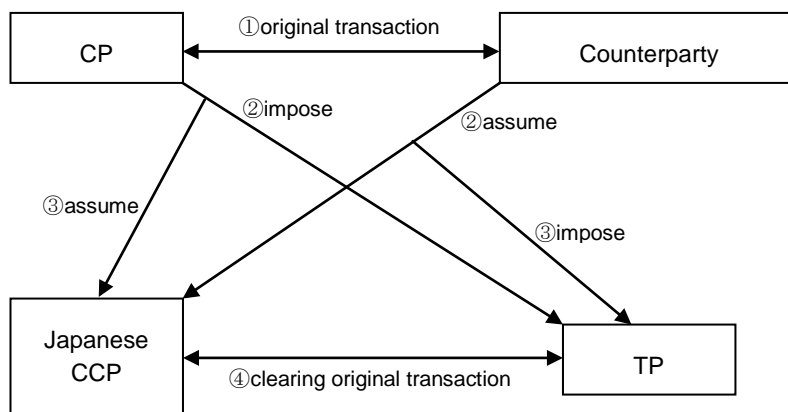 ①original transaction
CP
Counterparty
②impose
②assume
③assume
③impose
Japanese
CCP
TP
④clearing original transaction